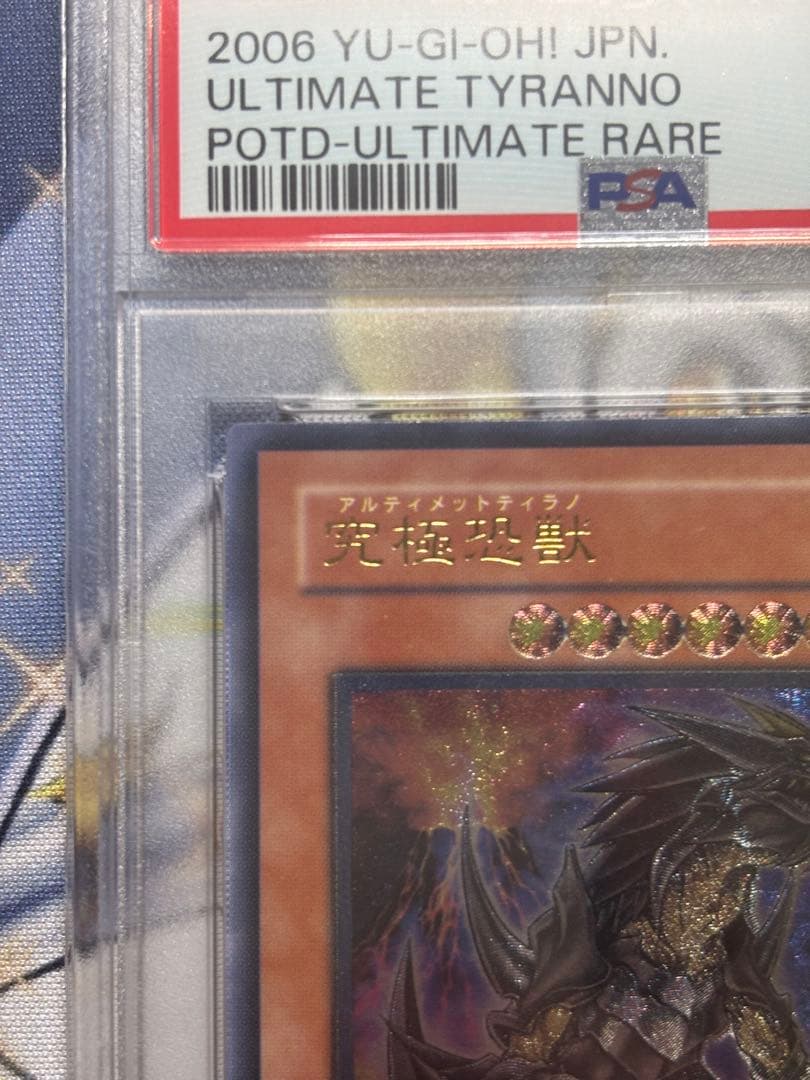 2006 YU-GI-OH! JPN.
ULTIMATE TYRANNO
POTD-ULTIMATE RARE
PSA
アルティメットティラノ
究極恐獣